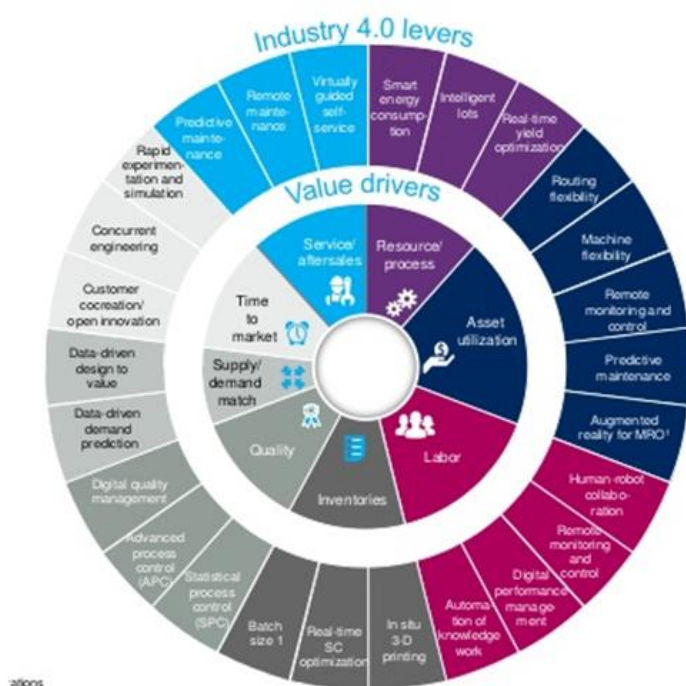 Industry 4.0 levers
Smart
energy
consump-
tion
Intelligent
lots
Real-time
yield
optimization
Routing
flexibility
Machine
flexibility
Remote
monitoring and
control
Predictive
maintenance
Augmented
reality for MRO¹
Human-robot
collabo-
ration
Remote
monitoring
and
control
Digital
performance
manage-
ment
Automa-
tion of
knowledge
work
In situ
3-D
printing
Real-time
SC
optimization
Batch
size 1
Statistical
process
control
(SPC)
Advanced
process
control
(APC)
Digital quality
management
Data-driven
demand
prediction
Data-driven
design to
value
Customer
cocreation/
open innovation
Concurrent
engineering
Rapid
experimen-
tation and
simulation
Predictive
mainte-
nance
Remote
mainte-
nance
Virtually
guided
self-
service
Value drivers
Resource/
process
Asset
utilization
Labor
Inventories
Quality
Supply/
demand
match
Time
to
market
Service/
aftersales